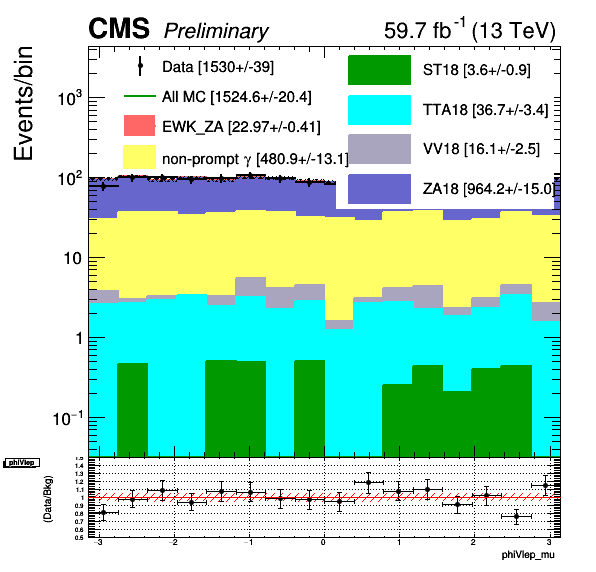 CMS Preliminary 59.7 fb⁻¹ (13 TeV)
Events/bin
Data [1530+/-39]
All MC [1524.6+/-20.4]
EWK_ZA [22.97+/-0.41]
non-prompt γ [480.9+/-13.1]
ST18 [3.6+/-0.9]
TTA18 [36.7+/-3.4]
VV18 [16.1+/-2.5]
ZA18 [964.2+/-15.0]
10³
10²
10
1
10⁻¹
phiVlep
(Data/Bkg)
1.5
1.4
1.3
1.2
1.1
1
0.9
0.8
0.7
0.6
0.5
−3 −2 −1 0 1 2 3
phiVlep_mu